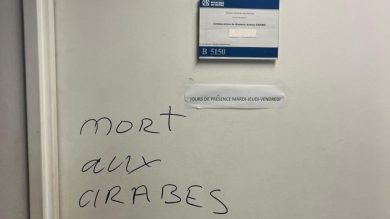 B 5150
JOURS DE PRÉSENCE MARDI-JEUDI-VENDREDI
MORT
AUX
ARABES